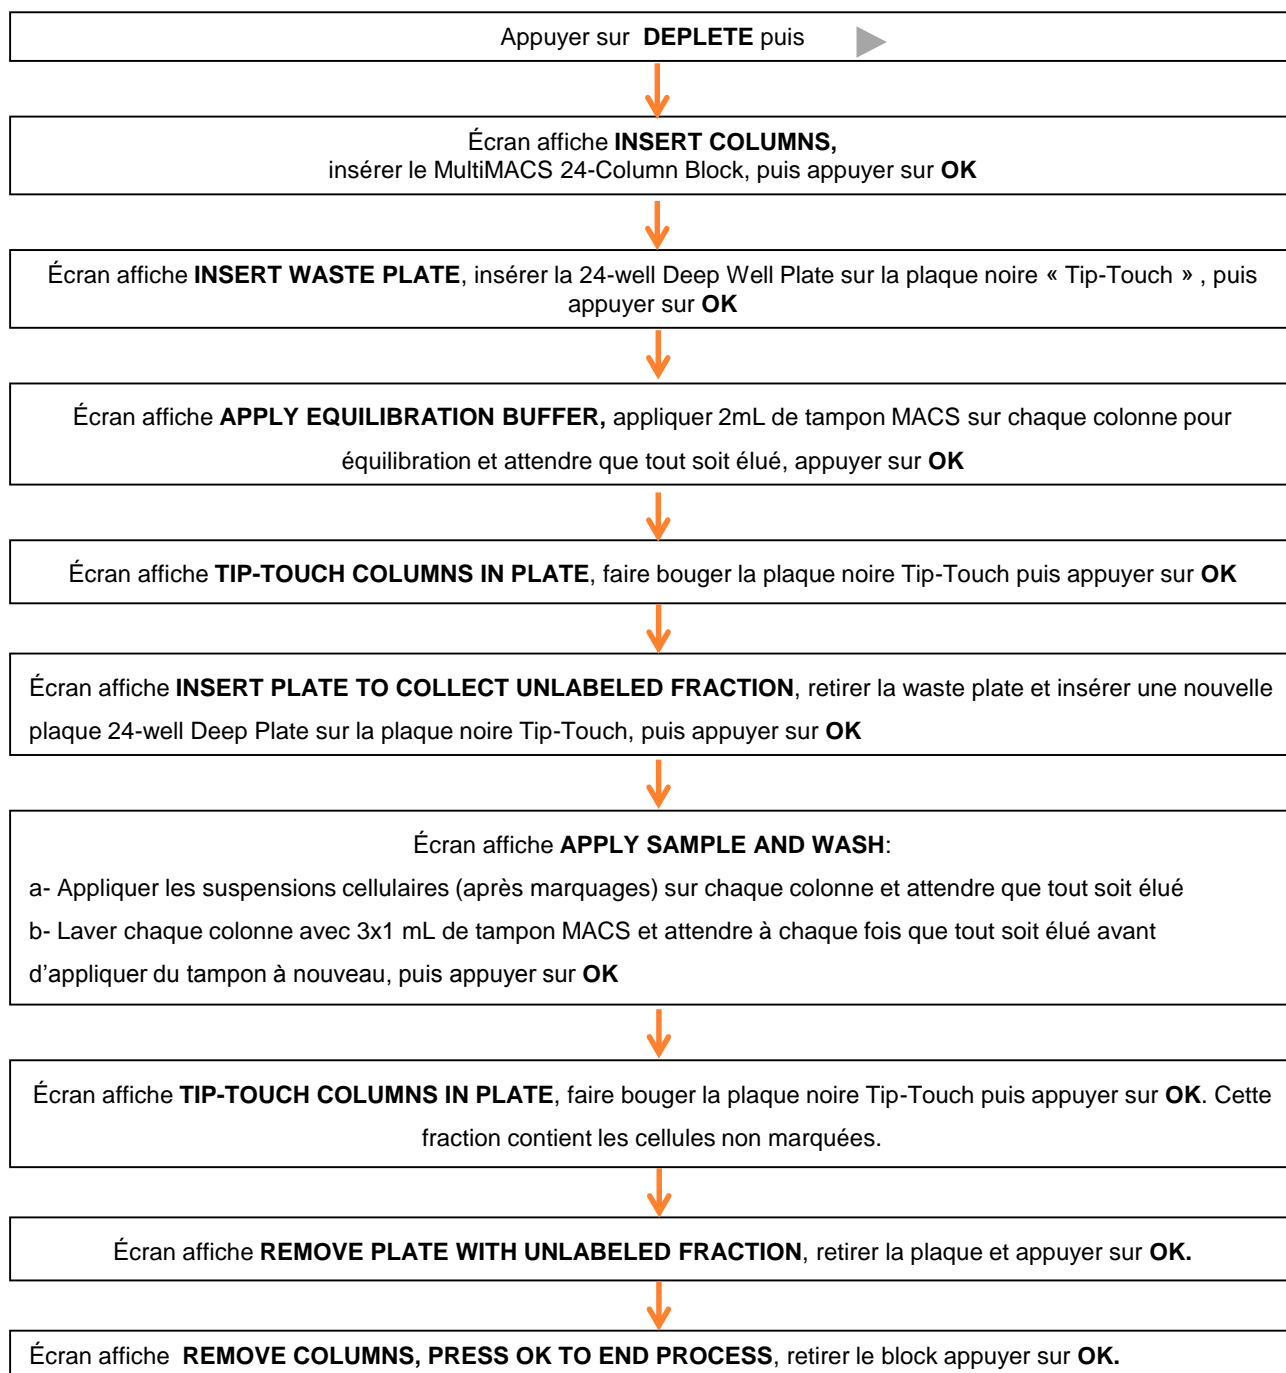 Appuyer sur DEPLETE puis
Écran affiche INSERT COLUMNS,
insérer le MultiMACS 24-Column Block, puis appuyer sur OK
Écran affiche INSERT WASTE PLATE, insérer la 24-well Deep Well Plate sur la plaque noire « Tip-Touch » , puis
appuyer sur OK
Écran affiche APPLY EQUILIBRATION BUFFER, appliquer 2mL de tampon MACS sur chaque colonne pour
équilibration et attendre que tout soit élué, appuyer sur OK
Écran affiche TIP-TOUCH COLUMNS IN PLATE, faire bouger la plaque noire Tip-Touch puis appuyer sur OK
Écran affiche INSERT PLATE TO COLLECT UNLABELED FRACTION, retirer la waste plate et insérer une nouvelle
plaque 24-well Deep Plate sur la plaque noire Tip-Touch, puis appuyer sur OK
Écran affiche APPLY SAMPLE AND WASH:
a- Appliquer les suspensions cellulaires (après marquages) sur chaque colonne et attendre que tout soit élué
b- Laver chaque colonne avec 3x1 mL de tampon MACS et attendre à chaque fois que tout soit élué avant
d’appliquer du tampon à nouveau, puis appuyer sur OK
Écran affiche TIP-TOUCH COLUMNS IN PLATE, faire bouger la plaque noire Tip-Touch puis appuyer sur OK. Cette
fraction contient les cellules non marquées.
Écran affiche REMOVE PLATE WITH UNLABELED FRACTION, retirer la plaque et appuyer sur OK.
Écran affiche REMOVE COLUMNS, PRESS OK TO END PROCESS, retirer le block appuyer sur OK.